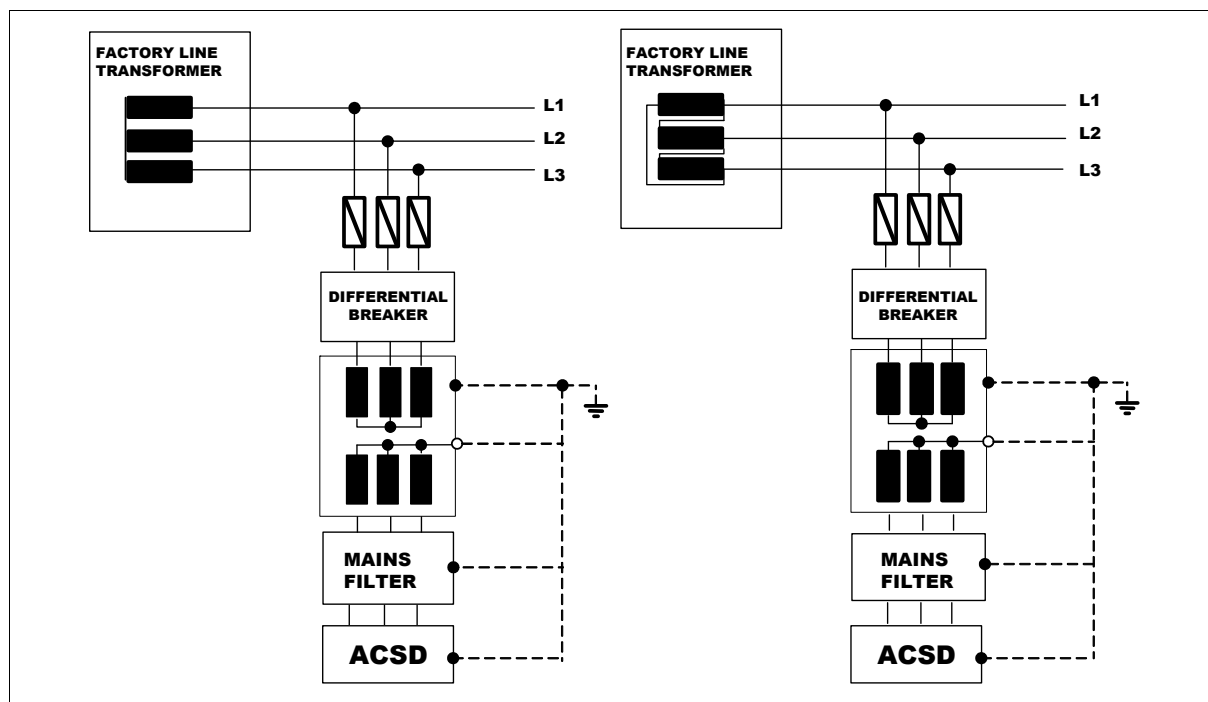 FACTORY LINE
TRANSFORMER
L1
L2
L3
DIFFERENTIAL
BREAKER
MAINS
FILTER
ACSD
FACTORY LINE
TRANSFORMER
L1
L2
L3
DIFFERENTIAL
BREAKER
MAINS
FILTER
ACSD